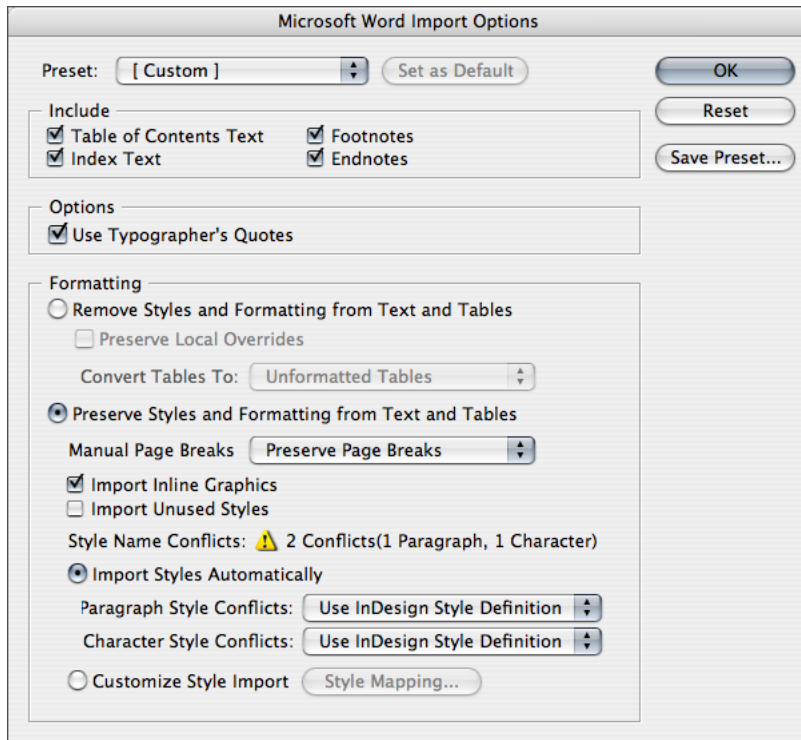 Microsoft Word Import Options
Preset: [ Custom ] Set as Default OK
Reset
Save Preset...
Include
Table of Contents Text Footnotes
Index Text Endnotes
Options
Use Typographer's Quotes
Formatting
Remove Styles and Formatting from Text and Tables
Preserve Local Overrides
Convert Tables To: Unformatted Tables
Preserve Styles and Formatting from Text and Tables
Manual Page Breaks Preserve Page Breaks
Import Inline Graphics
Import Unused Styles
Style Name Conflicts: 2 Conflicts(1 Paragraph, 1 Character)
Import Styles Automatically
Paragraph Style Conflicts: Use InDesign Style Definition
Character Style Conflicts: Use InDesign Style Definition
Customize Style Import Style Mapping...